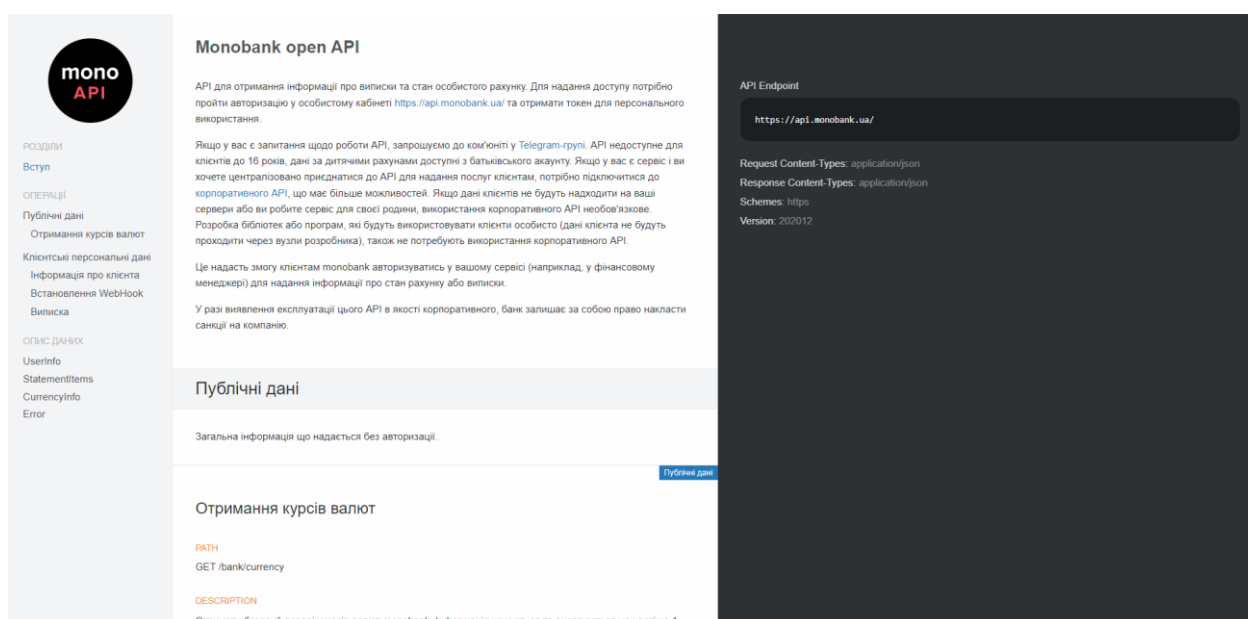 mono
API
РОЗДІЛИ
Вступ
ОПЕРАЦІЇ
Публічні дані
Отримання курсів валют
Клієнтські персональні дані
Інформація про клієнта
Встановлення WebHook
Виписка
ОПИС ДАНИХ
UserInfo
StatementItems
CurrencyInfo
Error
Monobank open API
API для отримання інформації про виписки та стан особистого рахунку. Для надання доступу потрібно
пройти авторизацію у особистому кабінеті https://api.monobank.ua/ та отримати токен для персонального
використання.
Якщо у вас є запитання щодо роботи API, запрошуємо до ком'юніті у Telegram-групі. API недоступне для
клієнтів до 16 років, дані за дитячими рахунами доступні з батьківського акаунту. Якщо у вас є сервіс і ви
хочете централізовано приєднатися до API для надання послуг клієнтам, потрібно підключитися до
корпоративного API, що має більше можливостей. Якщо дані клієнтів не будуть надходити на ваші
сервери або ви робите сервіс для своєї родини, використання корпоративного API необов'язкове.
Розробка бібліотек або програм, які будуть використовувати клієнти особисто (дані клієнта не будуть
проходити через вузли розробника), також не потребують використання корпоративного API.
Це надасть змогу клієнтам monobank авторизуватись у вашому сервісі (наприклад, у фінансовому
менеджері) для надання інформації про стан рахунку або виписки.
У разі виявлення експлуатації цього API в якості корпоративного, банк залишає за собою право накласти
санкції на компанію.
Публічні дані
Загальна інформація що надається без авторизації.
Публічні дані
Отримання курсів валют
PATH
GET /bank/currency
DESCRIPTION
API Endpoint
https://api.monobank.ua/
Request Content-Types: application/json
Response Content-Types: application/json
Schemes: https
Version: 202012